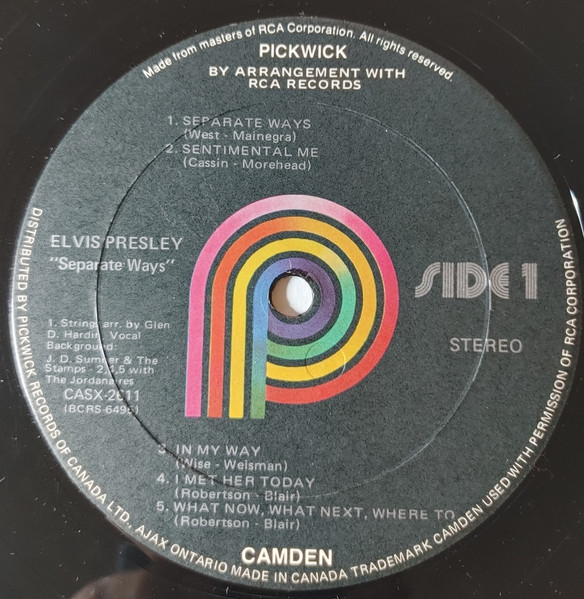 Made from masters of RCA Corporation. All rights reserved.
PICKWICK
BY ARRANGEMENT WITH
RCA RECORDS
1. SEPARATE WAYS
(West - Mainegra)
2. SENTIMENTAL ME
(Cassin - Morehead)
ELVIS PRESLEY
"Separate Ways"
SIDE 1
STEREO
1. Strings arr. by Glen
D. Hardin, Vocal
Background:
J. D. Sumner & The
Stamps - 2,1,5 with
The Jordanaires
CASX-2611
(BCRS-6496)
3. IN MY WAY
(Wise - Weisman)
4. I MET HER TODAY
(Robertson - Blair)
5. WHAT NOW, WHAT NEXT, WHERE TO
(Robertson - Blair)
CAMDEN
DISTRIBUTED BY PICKWICK RECORDS OF CANADA LTD. AJAX ONTARIO MADE IN CANADA TRADEMARK CAMDEN USED WITH PERMISSION OF RCA CORPORATION